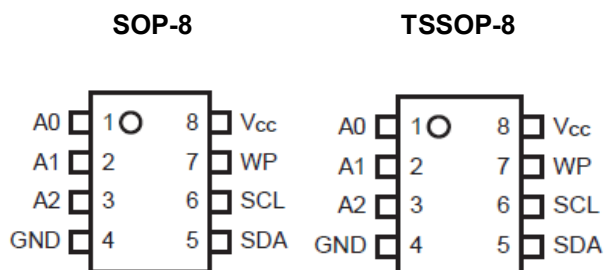 SOP-8 TSSOP-8
A0 1 8 Vcc A0 1 8 Vcc
A1 2 7 WP A1 2 7 WP
A2 3 6 SCL A2 3 6 SCL
GND 4 5 SDA GND 4 5 SDA